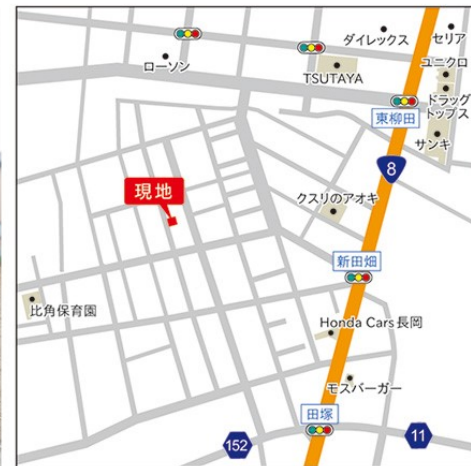 ダイレックス
セリア
ローソン
TSUTAYA
ユニクロ
ドラッグ
トップス
東柳田
サンキ
8
現地
クスリのアオキ
新田畑
比角保育園
Honda Cars 長岡
モスバーガー
田塚
152
11